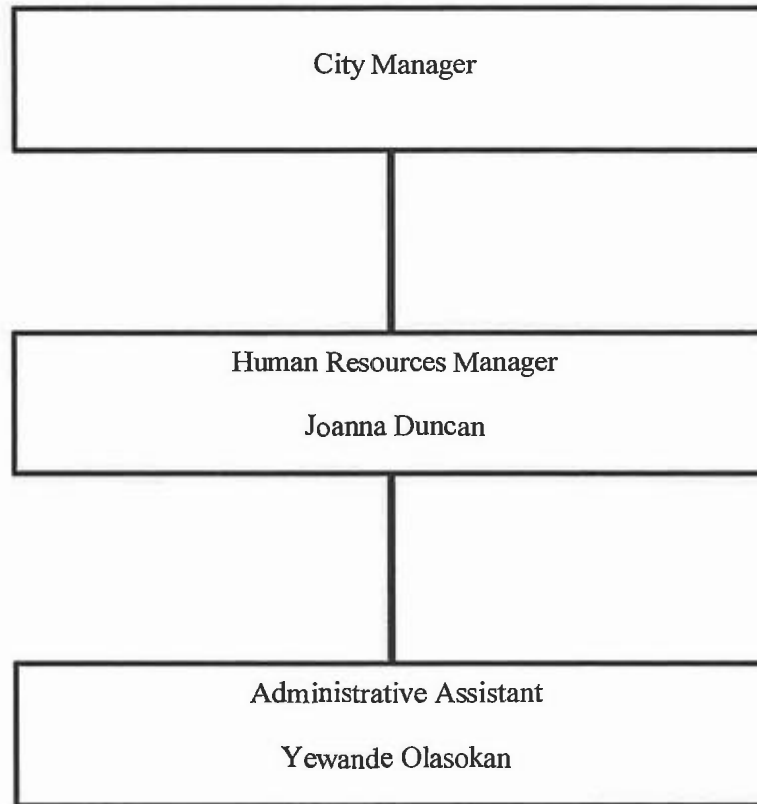 City Manager
Human Resources Manager
Joanna Duncan
Administrative Assistant
Yewande Olasokan